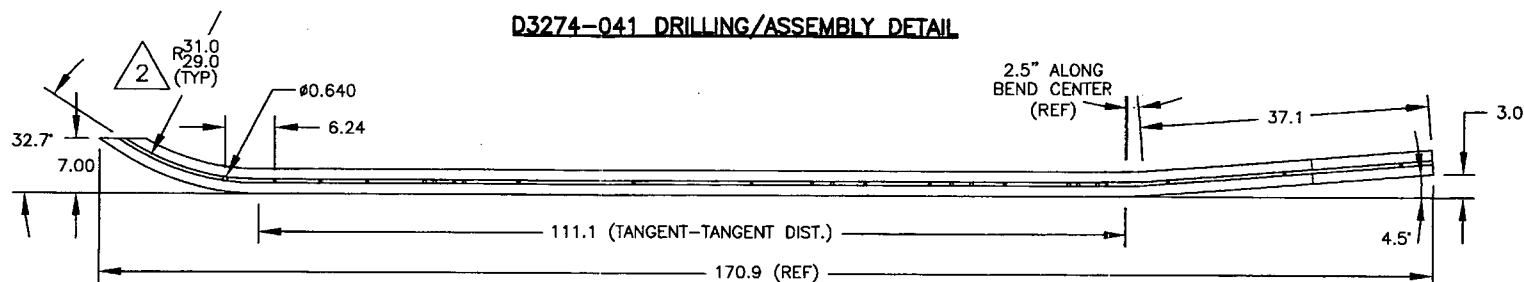 D3274-041 DRILLING/ASSEMBLY DETAIL
2
R31.0
29.0
(TYP)
ø0.640
6.24
32.7°
7.00
2.5" ALONG
BEND CENTER
(REF)
37.1
3.0
4.5°
111.1 (TANGENT-TANGENT DIST.)
170.9 (REF)